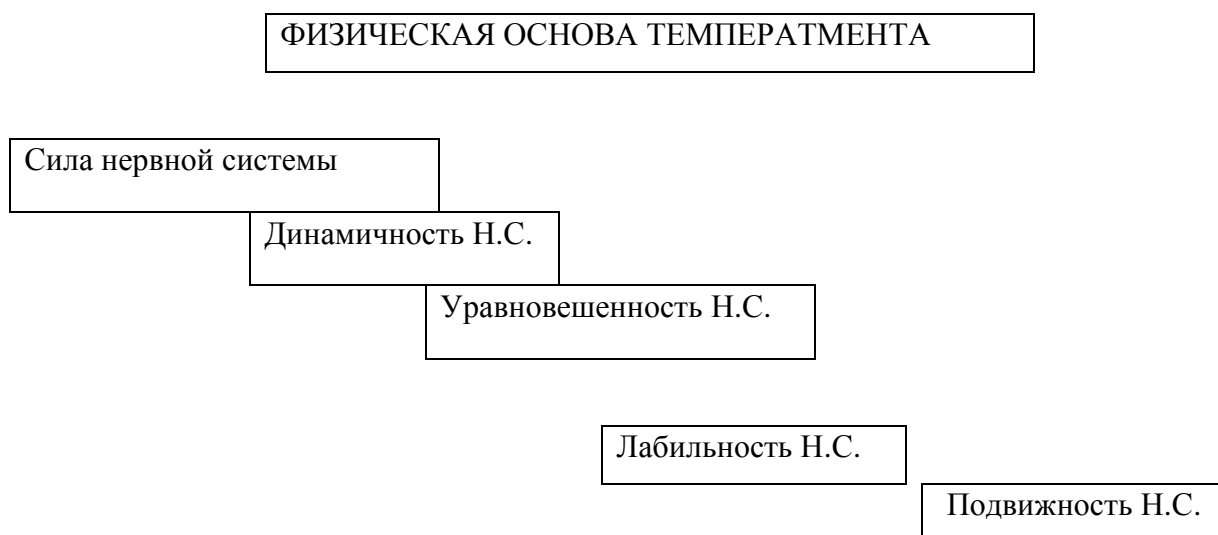 ФИЗИЧЕСКАЯ ОСНОВА ТЕМПЕРАТМЕНТА
Сила нервной системы
Динамичность Н.С.
Уравновешенность Н.С.
Лабильность Н.С.
Подвижность Н.С.